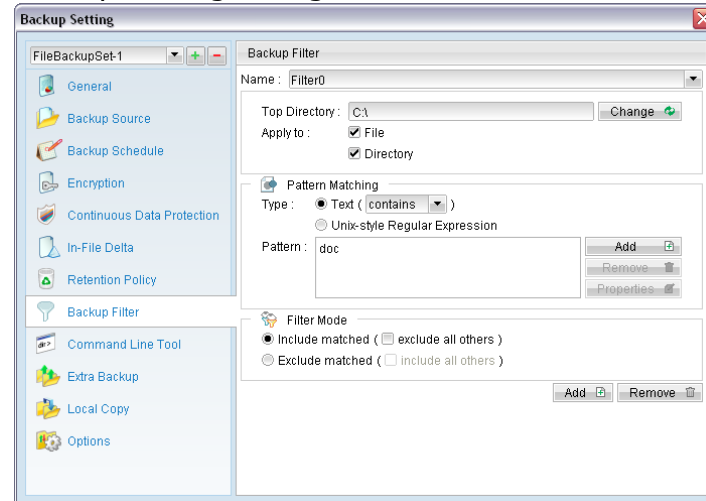 Backup Setting
FileBackupSet-1
General
Backup Source
Backup Schedule
Encryption
Continuous Data Protection
In-File Delta
Retention Policy
Backup Filter
Command Line Tool
Extra Backup
Local Copy
Options
Backup Filter
Name : Filter0
Top Directory : C:\ Change
Apply to : File
Directory
Pattern Matching
Type : Text ( contains )
Unix-style Regular Expression
Pattern : doc Add
Remove
Properties
Filter Mode
Include matched ( exclude all others )
Exclude matched ( include all others )
Add Remove